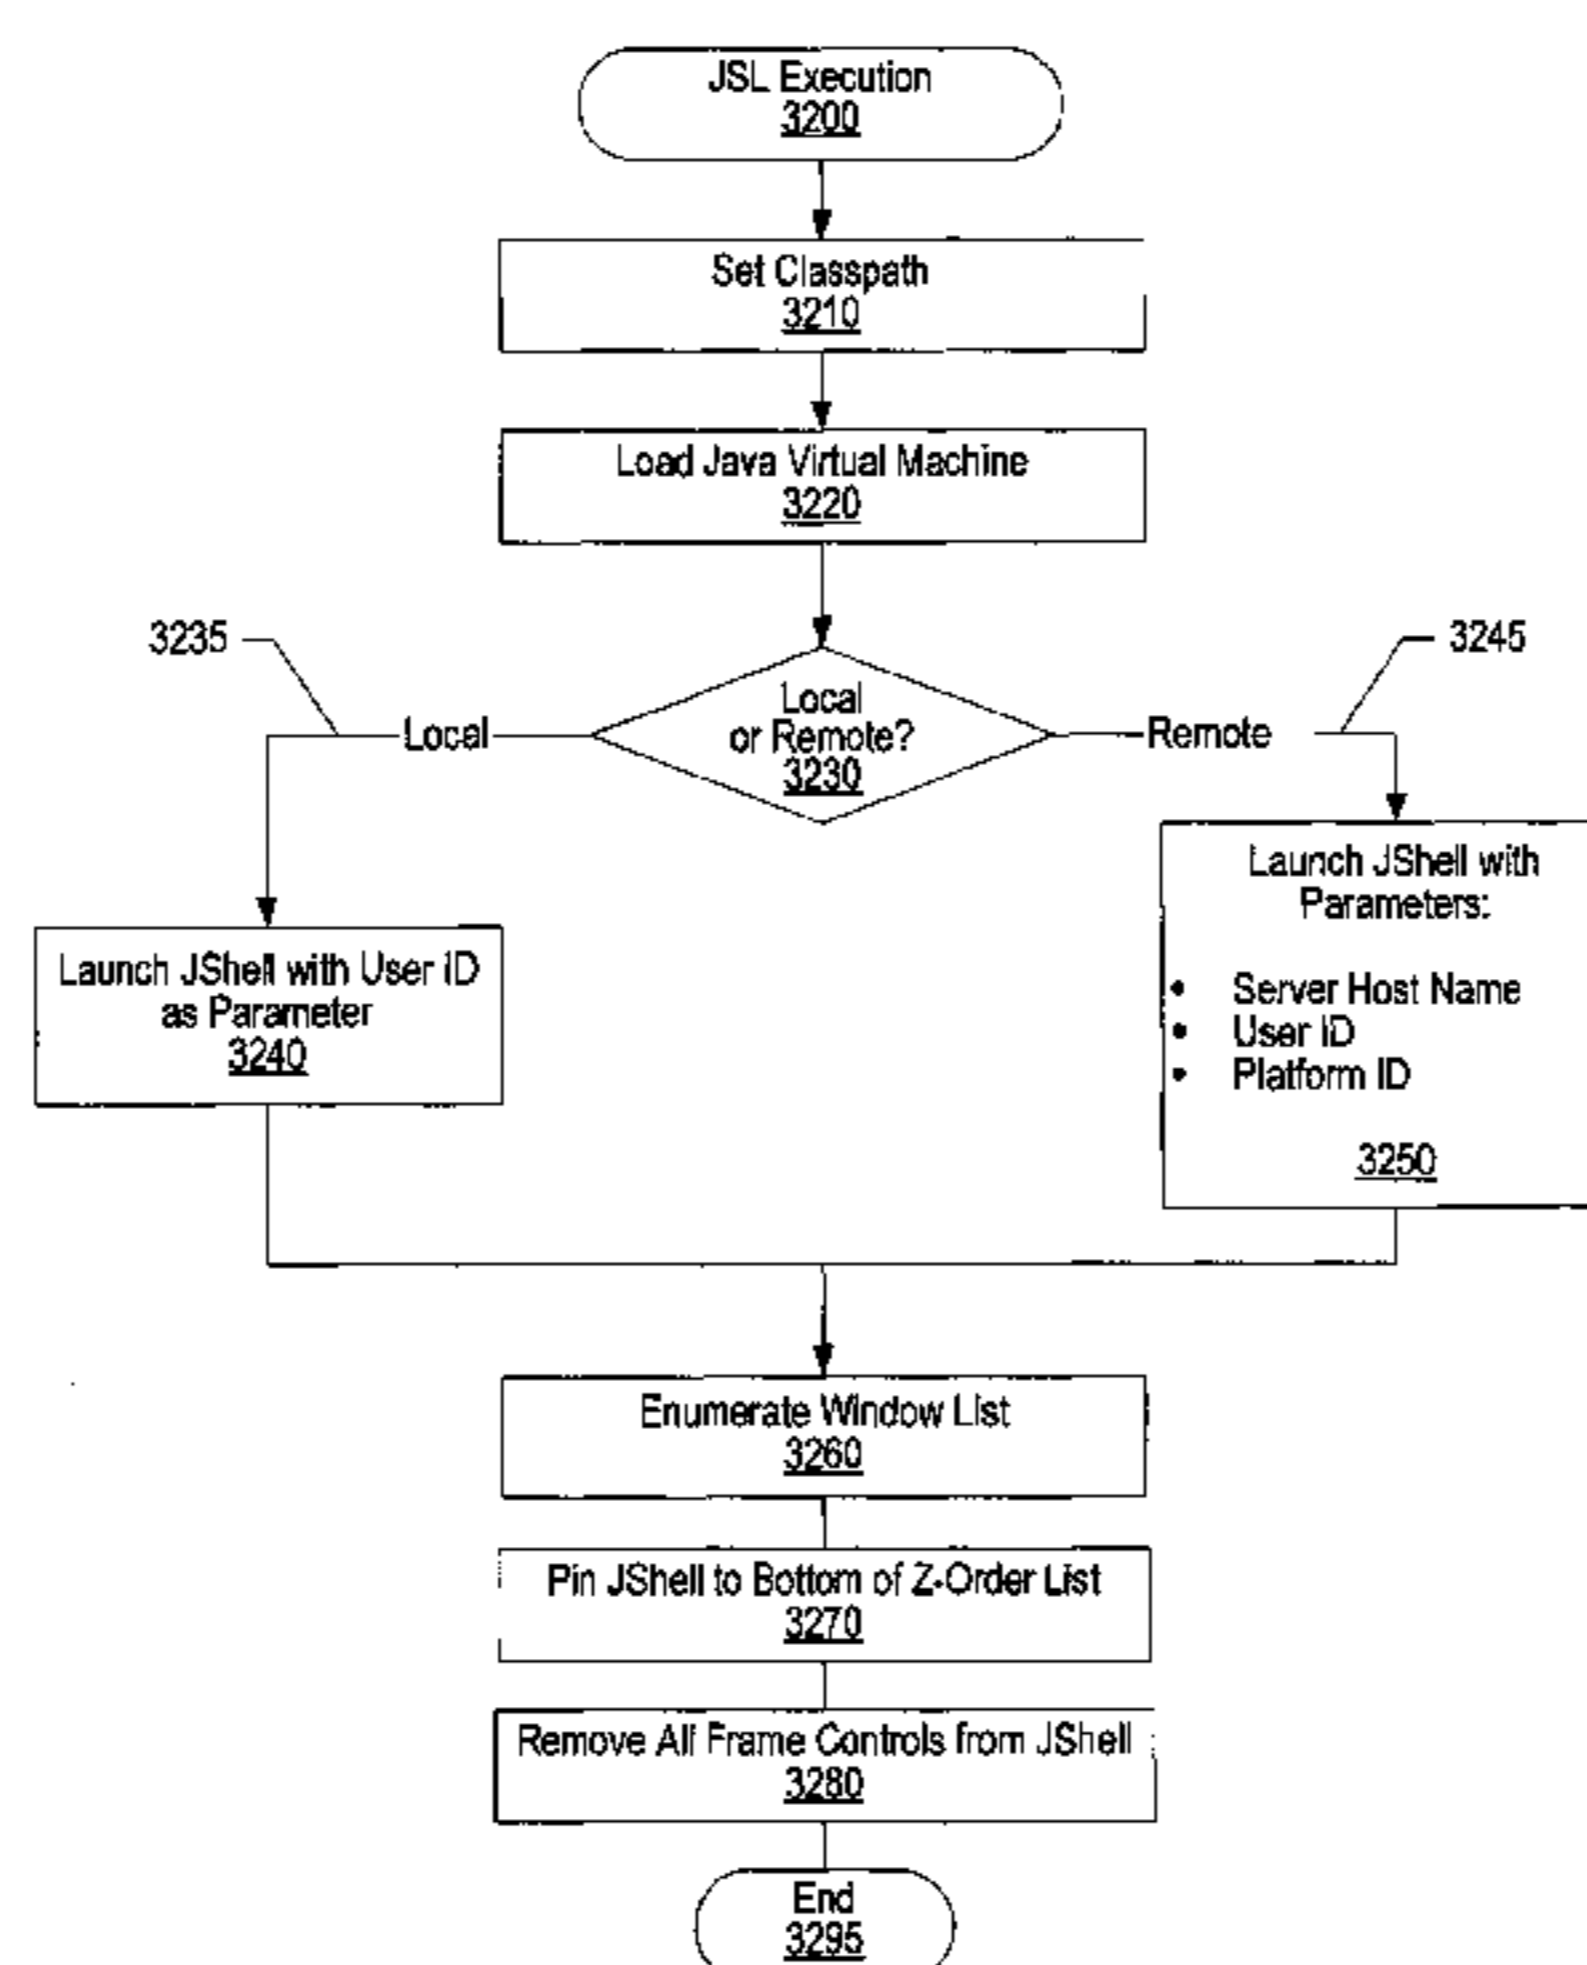 JSL Execution
3200
Set Classpath
3210
Load Java Virtual Machine
3220
3235
3245
Local
or Remote?
3230
Local
Remote
Launch JShell with
Parameters:
• Server Host Name
• User ID
• Platform ID
3250
Launch JShell with User ID
as Parameter
3240
Enumerate Window List
3260
Pin JShell to Bottom of Z-Order List
3270
Remove All Frame Controls from JShell
3280
End
3295